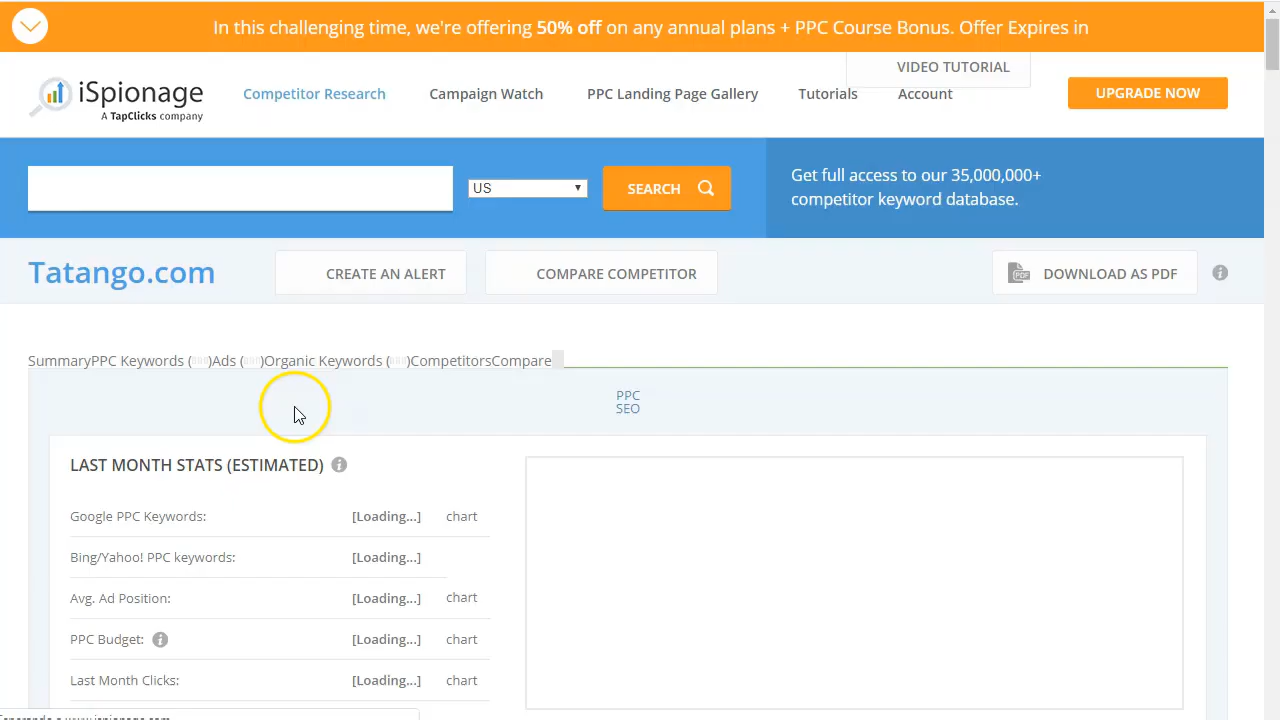 In this challenging time, we're offering 50% off on any annual plans + PPC Course Bonus. Offer Expires in
VIDEO TUTORIAL
iSpionage
A TapClicks company
Competitor Research
Campaign Watch
PPC Landing Page Gallery
Tutorials
Account
UPGRADE NOW
US
SEARCH
Get full access to our 35,000,000+
competitor keyword database.
Tatango.com
CREATE AN ALERT
COMPARE COMPETITOR
PDF
DOWNLOAD AS PDF
SummaryPPC Keywords ( )Ads ( )Organic Keywords ( )CompetitorsCompare
PPC
SEO
LAST MONTH STATS (ESTIMATED)
Google PPC Keywords: [Loading...] chart
Bing/Yahoo! PPC keywords: [Loading...]
Avg. Ad Position: [Loading...] chart
PPC Budget: [Loading...] chart
Last Month Clicks: [Loading...] chart